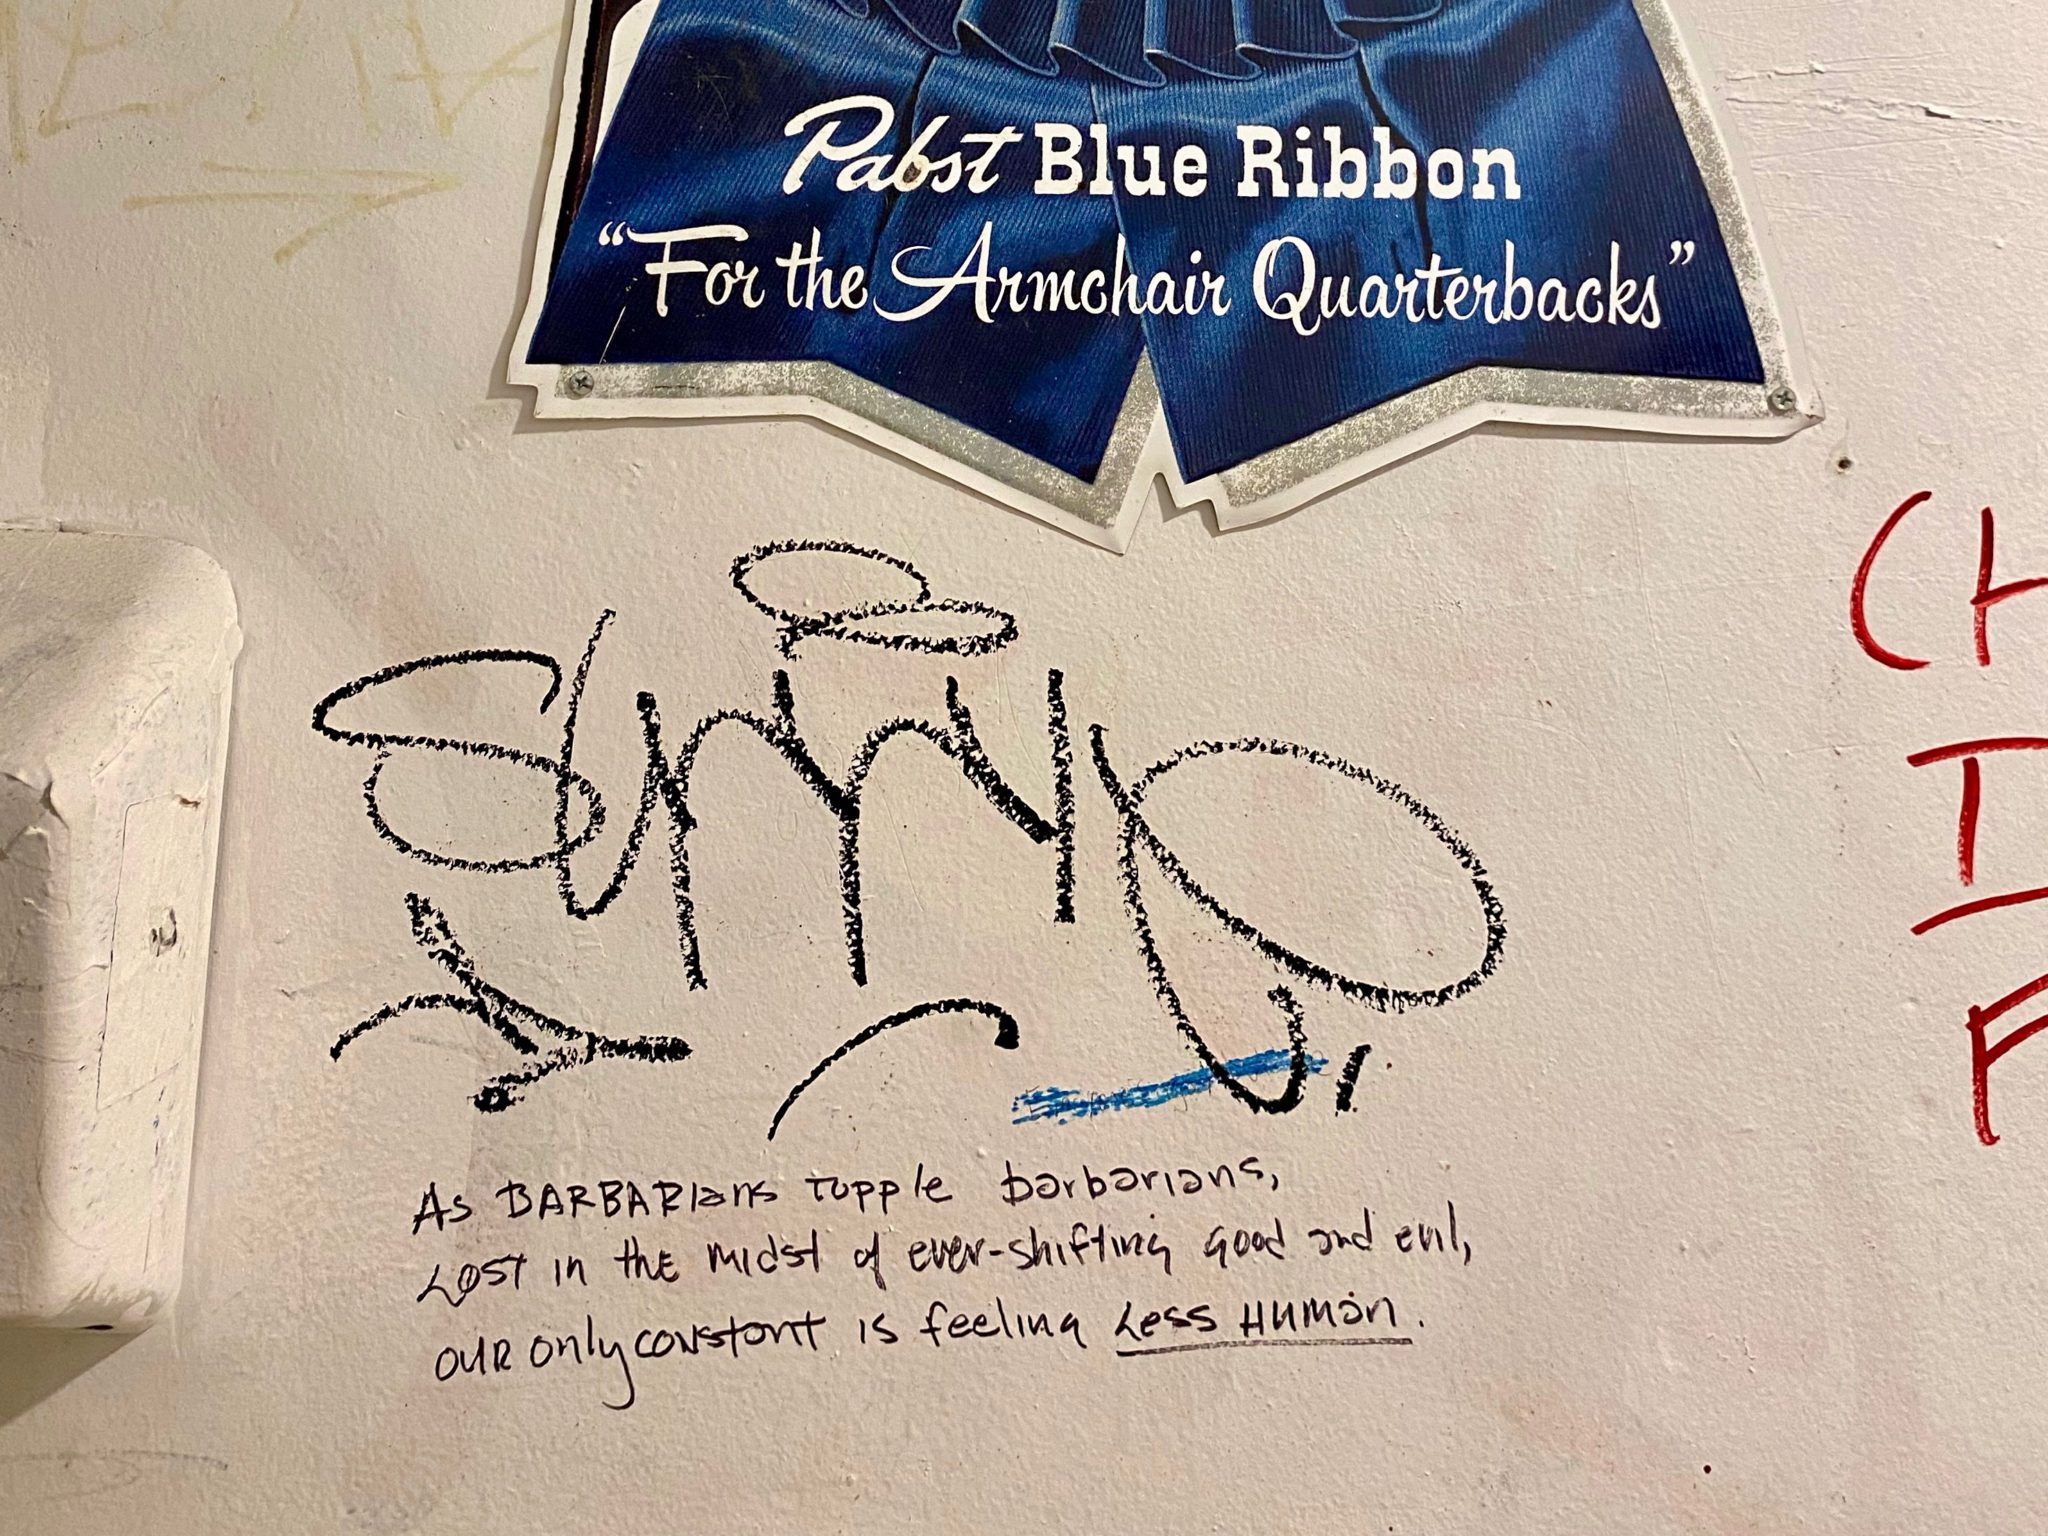 Pabst Blue Ribbon
"For the Armchair Quarterbacks"
CH
I
F
As BARBARians topple barbarians,
Lost in the midst of ever-shifting good and evil,
our only constant is feeling Less Human.